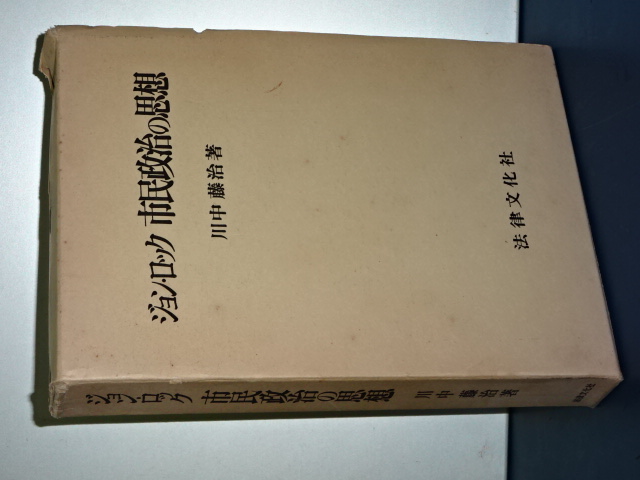 ジョン・ロック 市民政治の思想
川中 藤治 著
法律文化社
ジョン・ロック 市民政治の思想 川中 藤治 著